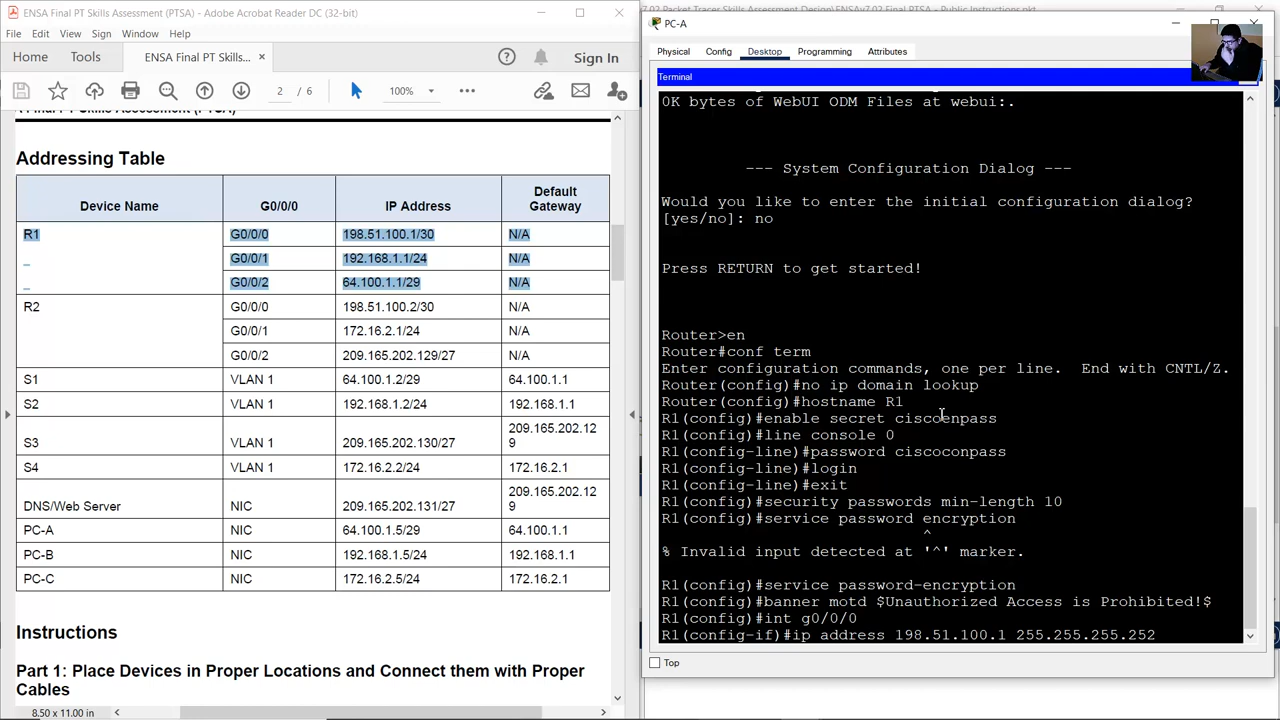 ENSA Final PT Skills Assessment (PTSA) - Adobe Acrobat Reader DC (32-bit)
File Edit View Sign Window Help
Home Tools ENSA Final PT Skills... × Sign In
2 / 6 100%
Addressing Table
Device Name G0/0/0 IP Address Default Gateway
R1 G0/0/0 198.51.100.1/30 N/A
_ G0/0/1 192.168.1.1/24 N/A
_ G0/0/2 64.100.1.1/29 N/A
R2 G0/0/0 198.51.100.2/30 N/A
G0/0/1 172.16.2.1/24 N/A
G0/0/2 209.165.202.129/27 N/A
S1 VLAN 1 64.100.1.2/29 64.100.1.1
S2 VLAN 1 192.168.1.2/24 192.168.1.1
S3 VLAN 1 209.165.202.130/27 209.165.202.12
9
S4 VLAN 1 172.16.2.2/24 172.16.2.1
DNS/Web Server NIC 209.165.202.131/27 209.165.202.12
9
PC-A NIC 64.100.1.5/29 64.100.1.1
PC-B NIC 192.168.1.5/24 192.168.1.1
PC-C NIC 172.16.2.5/24 172.16.2.1
Instructions
Part 1: Place Devices in Proper Locations and Connect them with Proper
Cables
8.50 x 11.00 in
PC-A
Physical Config Desktop Programming Attributes
Terminal
0K bytes of WebUI ODM Files at webui:.
--- System Configuration Dialog ---
Would you like to enter the initial configuration dialog?
[yes/no]: no
Press RETURN to get started!
Router>en
Router#conf term
Enter configuration commands, one per line.  End with CNTL/Z.
Router(config)#no ip domain lookup
Router(config)#hostname R1
R1(config)#enable secret ciscoenpass
R1(config)#line console 0
R1(config-line)#password ciscoconpass
R1(config-line)#login
R1(config-line)#exit
R1(config)#security passwords min-length 10
R1(config)#service password encryption
^
% Invalid input detected at '^' marker.
R1(config)#service password-encryption
R1(config)#banner motd $Unauthorized Access is Prohibited!$
R1(config)#int g0/0/0
R1(config-if)#ip address 198.51.100.1 255.255.255.252
Top